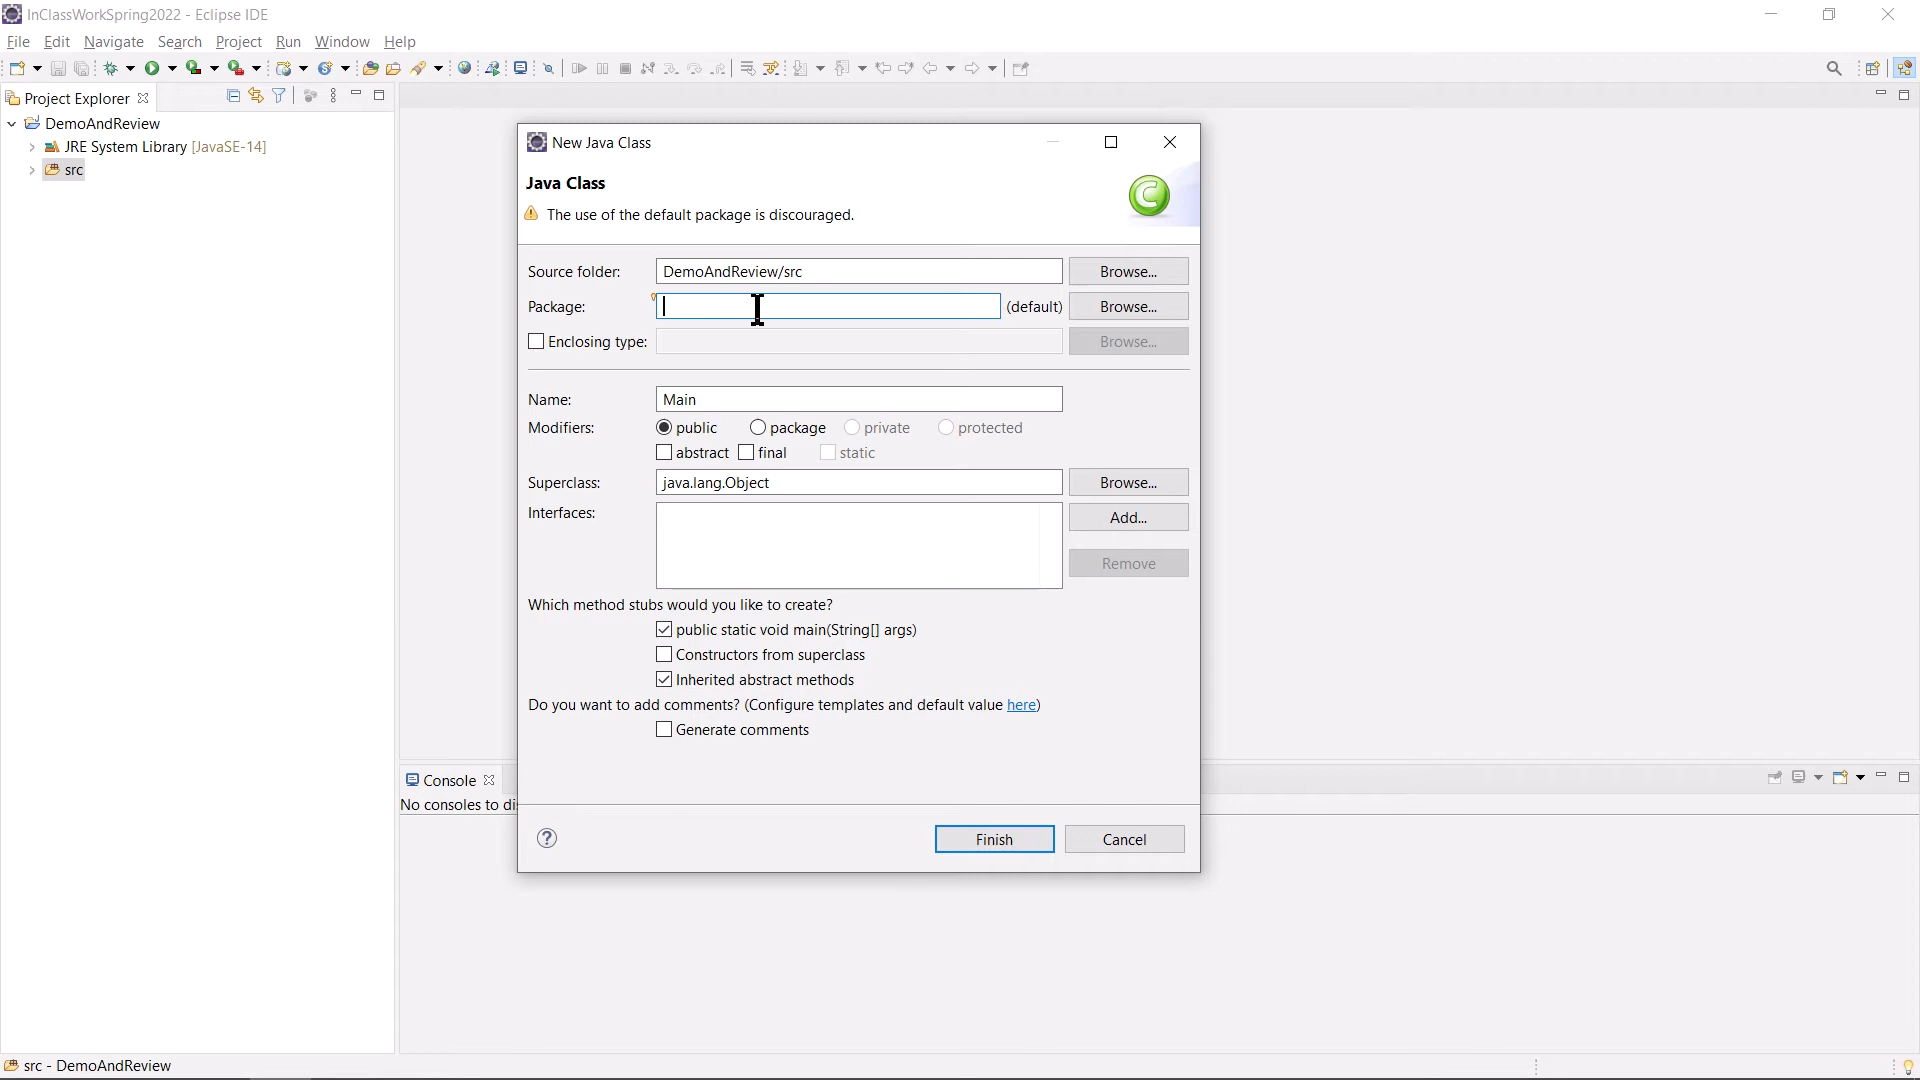 InClassWorkSpring2022 - Eclipse IDE
File Edit Navigate Search Project Run Window Help
Project Explorer
DemoAndReview
JRE System Library [JavaSE-14]
src
New Java Class
Java Class
The use of the default package is discouraged.
Source folder: DemoAndReview/src Browse...
Package: (default) Browse...
Enclosing type: Browse...
Name: Main
Modifiers: public package private protected
abstract final static
Superclass: java.lang.Object Browse...
Interfaces: Add...
Remove
Which method stubs would you like to create?
public static void main(String[] args)
Constructors from superclass
Inherited abstract methods
Do you want to add comments? (Configure templates and default value here)
Generate comments
Finish Cancel
Console
No consoles to di
src - DemoAndReview